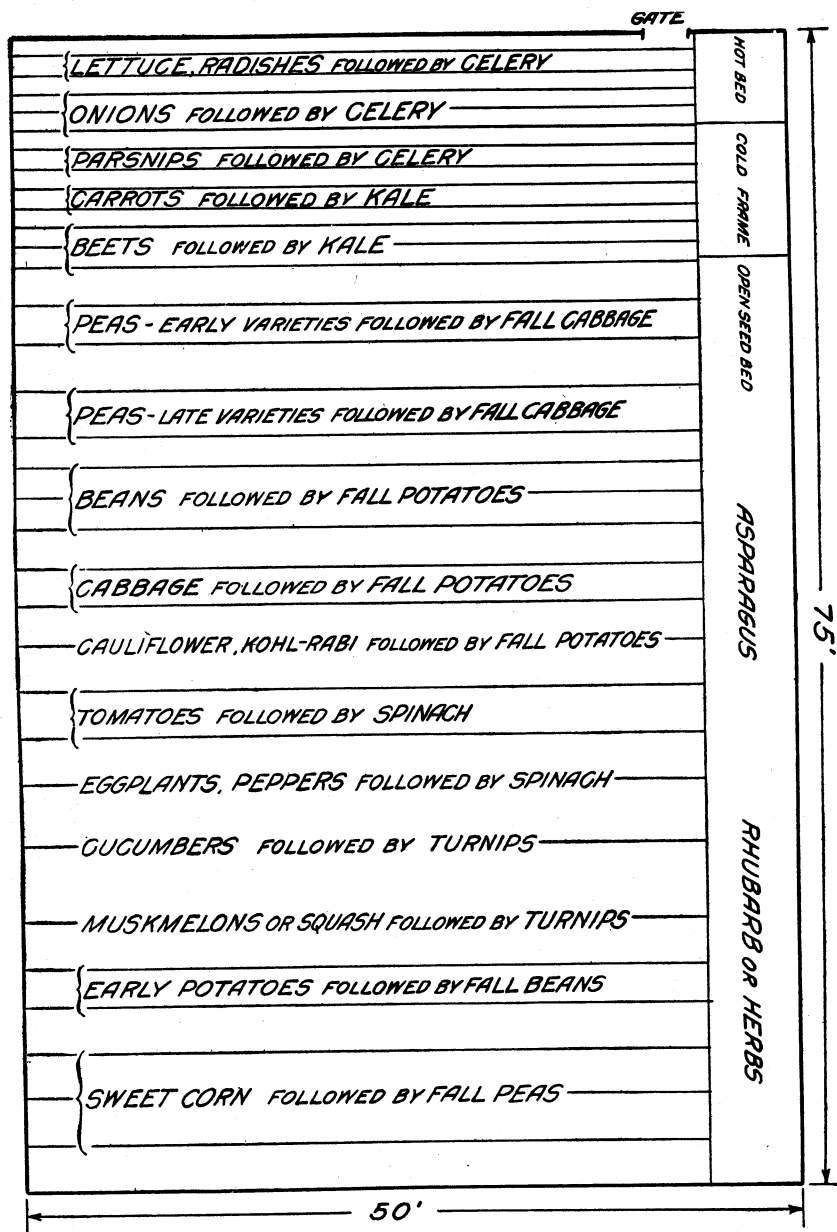 GATE
LETTUCE, RADISHES FOLLOWED BY CELERY
ONIONS FOLLOWED BY CELERY
PARSNIPS FOLLOWED BY CELERY
CARROTS FOLLOWED BY KALE
BEETS FOLLOWED BY KALE
PEAS - EARLY VARIETIES FOLLOWED BY FALL CABBAGE
PEAS - LATE VARIETIES FOLLOWED BY FALL CABBAGE
BEANS FOLLOWED BY FALL POTATOES
CABBAGE FOLLOWED BY FALL POTATOES
CAULIFLOWER, KOHL-RABI FOLLOWED BY FALL POTATOES
TOMATOES FOLLOWED BY SPINACH
EGGPLANTS, PEPPERS FOLLOWED BY SPINACH
CUCUMBERS FOLLOWED BY TURNIPS
MUSKMELONS OR SQUASH FOLLOWED BY TURNIPS
EARLY POTATOES FOLLOWED BY FALL BEANS
SWEET CORN FOLLOWED BY FALL PEAS
HOT BED
COLD FRAME
OPEN SEED BED
ASPARAGUS
RHUBARB OR HERBS
75'
50'